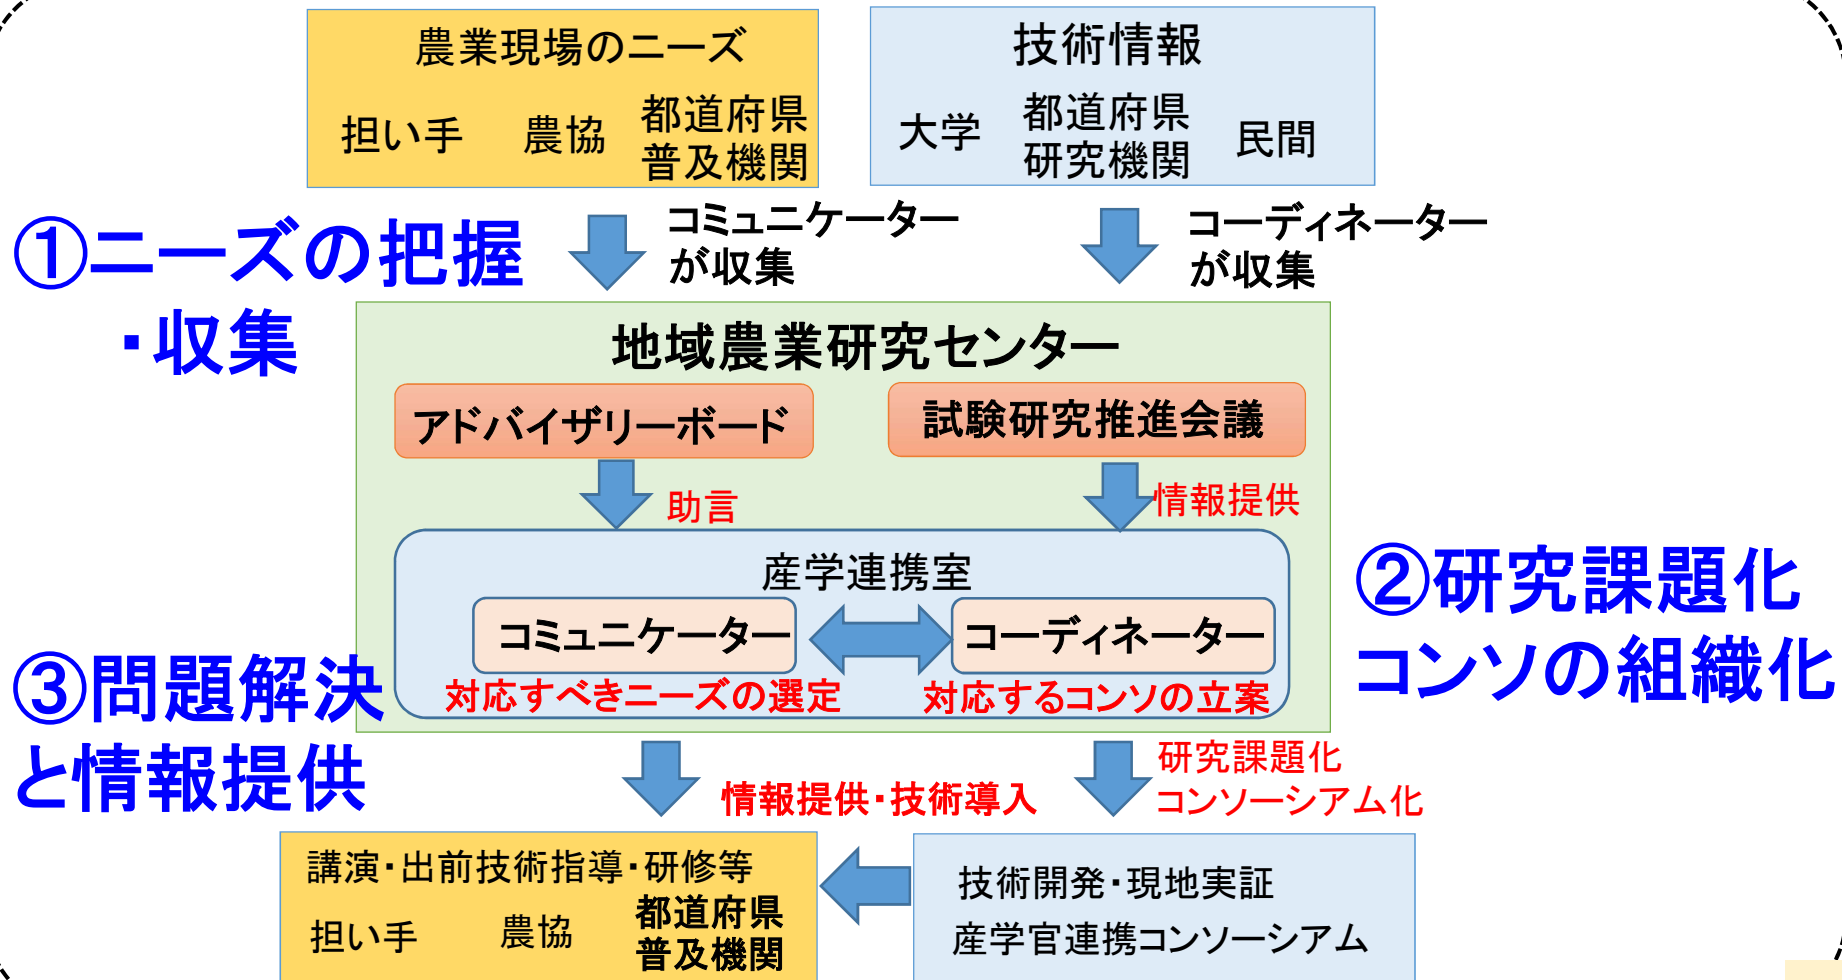 農業現場のニーズ
担い手 農協 都道府県
普及機関
技術情報
大学 都道府県
研究機関 民間
①ニーズの把握
・収集
コミュニケーター
が収集
コーディネーター
が収集
地域農業研究センター
アドバイザリーボード
試験研究推進会議
助言
情報提供
産学連携室
コミュニケーター
コーディネーター
対応すべきニーズの選定
対応するコンソの立案
②研究課題化
コンソの組織化
③問題解決
と情報提供
情報提供・技術導入
研究課題化
コンソーシアム化
講演・出前技術指導・研修等
担い手 農協 都道府県
普及機関
技術開発・現地実証
産学官連携コンソーシアム